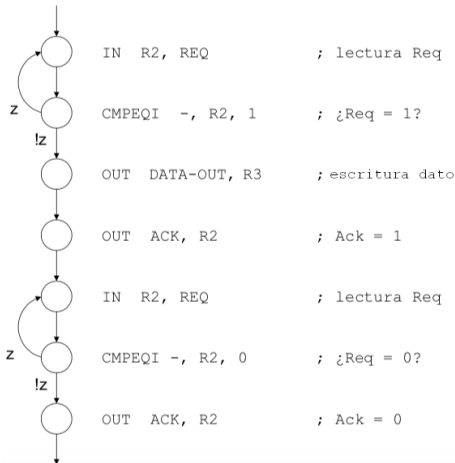 IN R2, REQ ; lectura Req
z
CMPEQI -, R2, 1 ; ¿Req = 1?
!z
OUT DATA-OUT, R3 ; escritura dato
OUT ACK, R2 ; Ack = 1
IN R2, REQ ; lectura Req
z
CMPEQI -, R2, 0 ; ¿Req = 0?
!z
OUT ACK, R2 ; Ack = 0